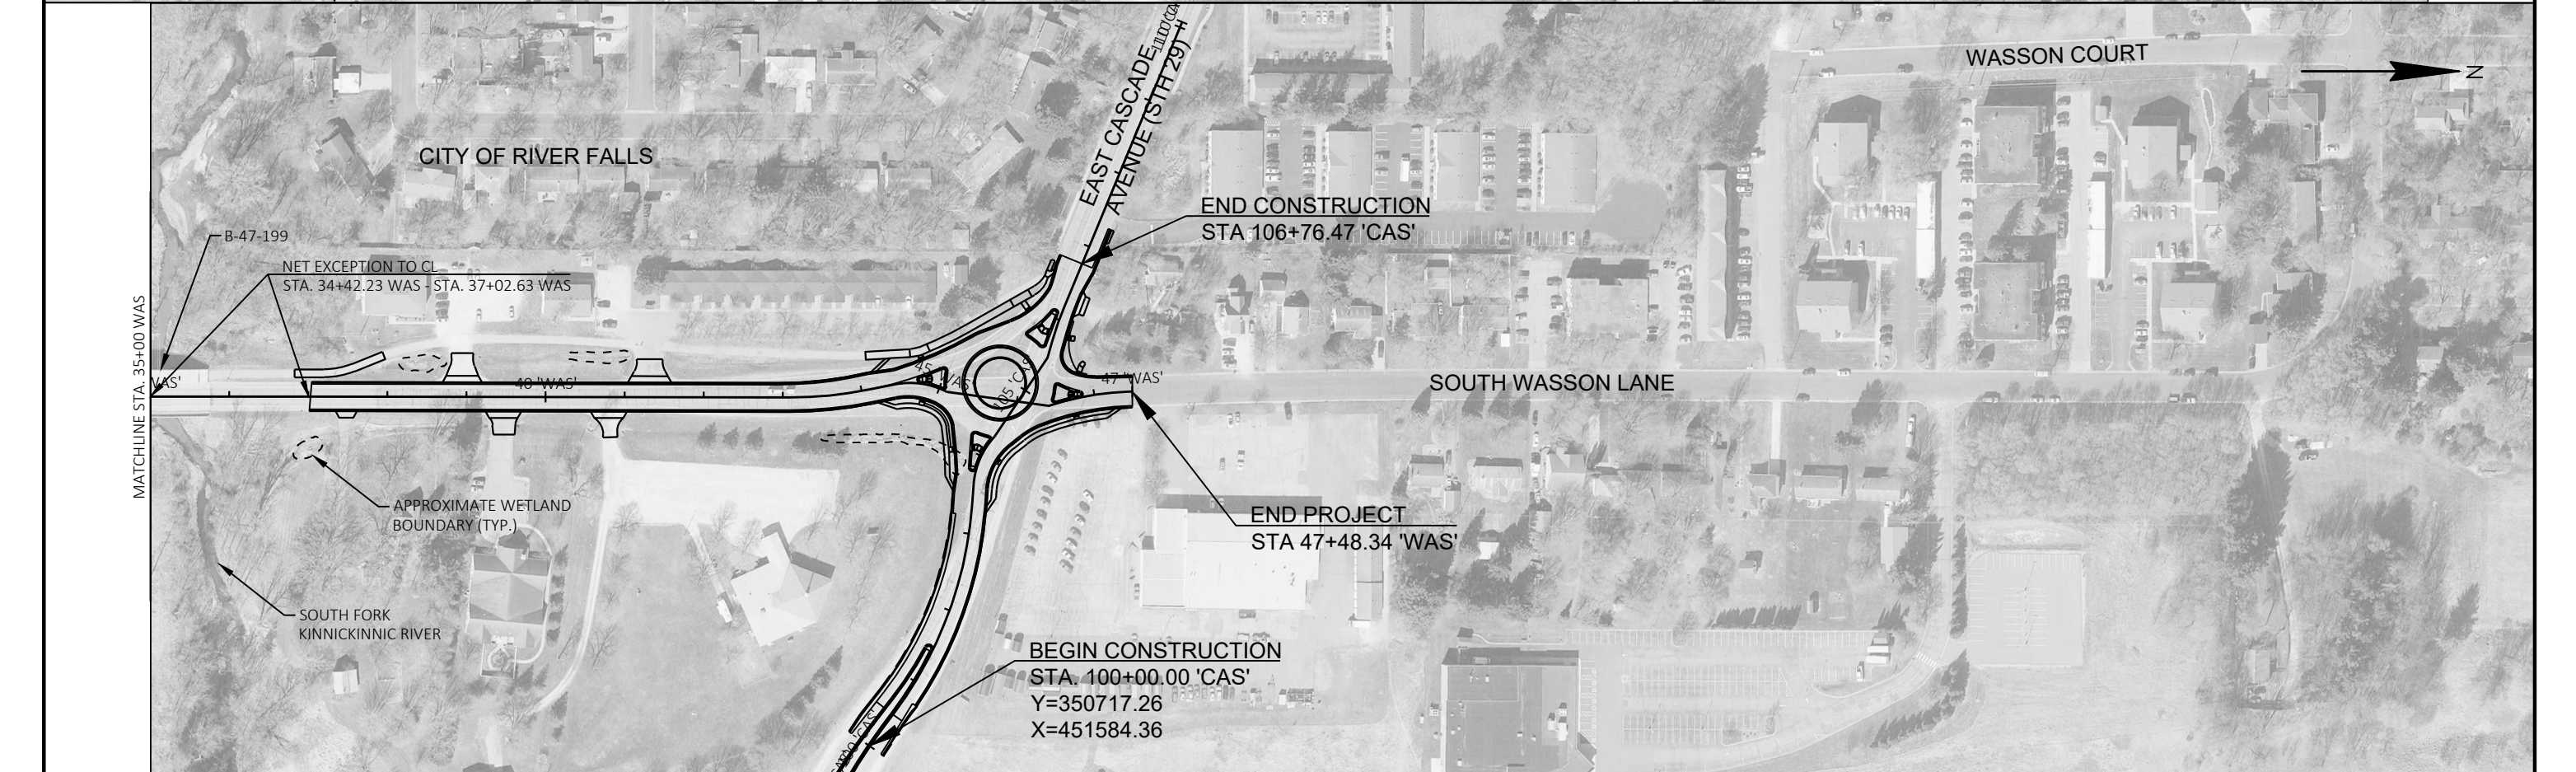 WASSON COURT
N
EAST CASCADE
AVENUE (STH 29)
CITY OF RIVER FALLS
END CONSTRUCTION
STA 106+76.47 'CAS'
B-47-199
NET EXCEPTION TO CL
STA. 34+42.23 WAS - STA. 37+02.63 WAS
MATCHLINE STA. 35+00 WAS
WAS'
40 'WAS'
45 'WAS'
47 'WAS'
SOUTH WASSON LANE
APPROXIMATE WETLAND
BOUNDARY (TYP.)
END PROJECT
STA 47+48.34 'WAS'
SOUTH FORK
KINNICKINNIC RIVER
BEGIN CONSTRUCTION
STA. 100+00.00 'CAS'
Y=350717.26
X=451584.36